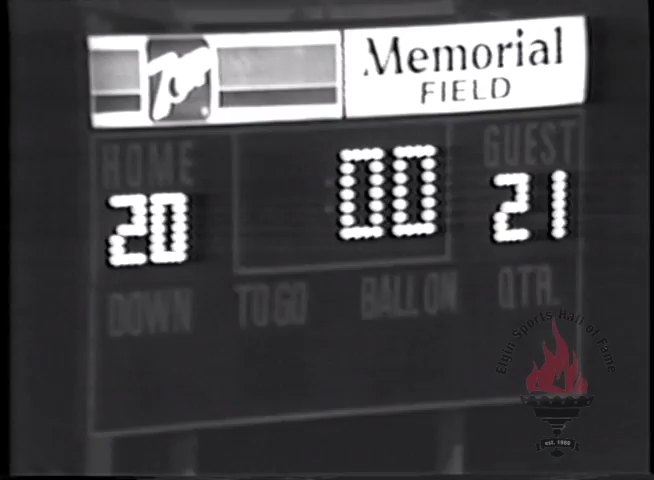 7up
Memorial
FIELD
HOME
GUEST
20
00
21
DOWN
TO GO
BALL ON
QTR.
Elgin Sports Hall of Fame
est. 1980